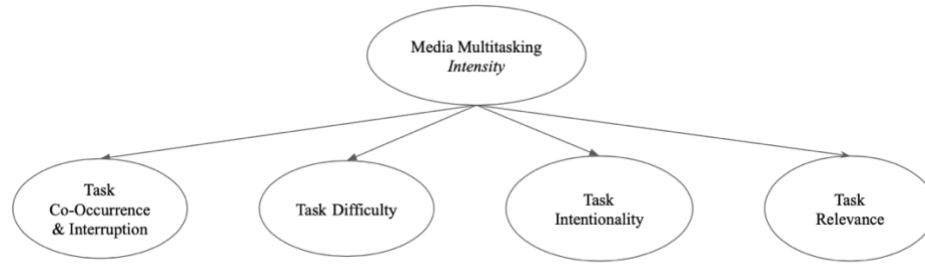 Media Multitasking
Intensity
Task
Co-Occurrence
& Interruption
Task Difficulty
Task
Intentionality
Task
Relevance